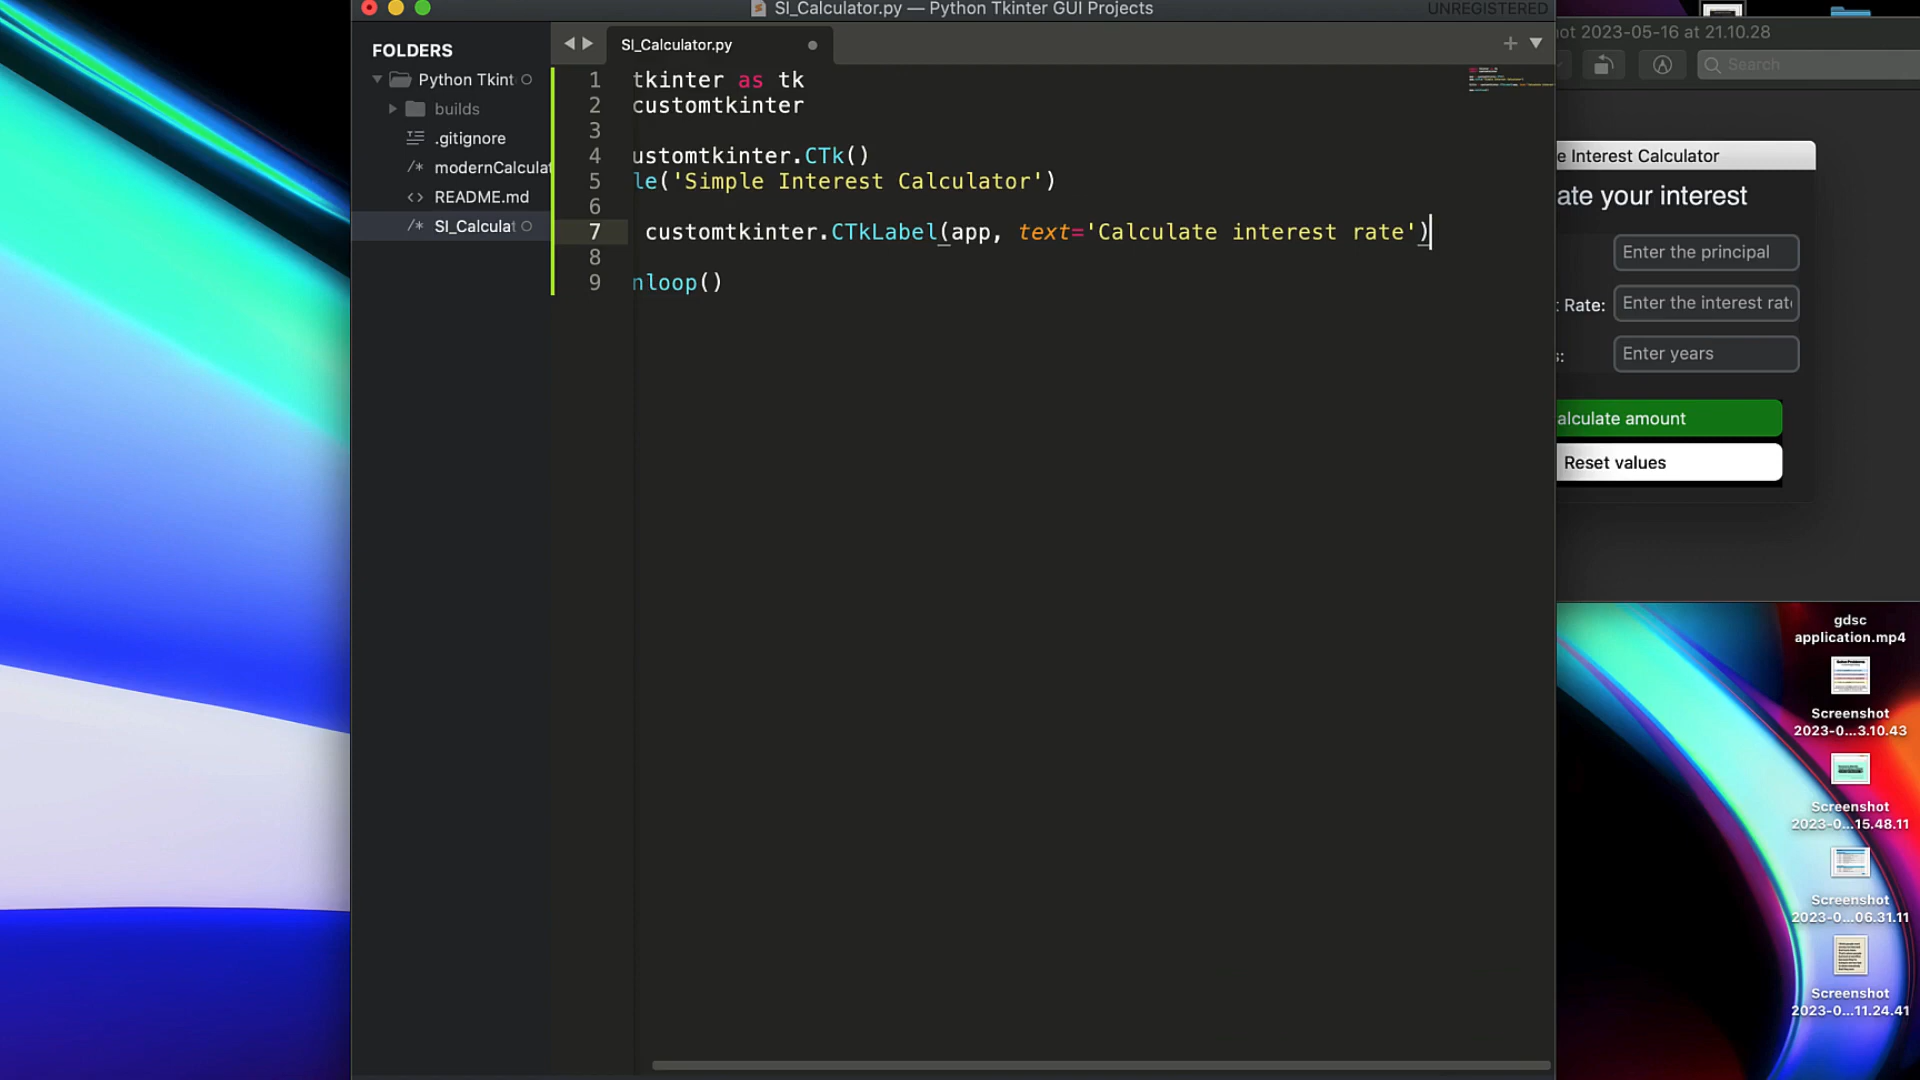 SI_Calculator.py — Python Tkinter GUI Projects
UNREGISTERED
FOLDERS
Python Tkint
builds
.gitignore
modernCalculat
README.md
SI_Calculat
SI_Calculator.py
1 tkinter as tk
2 customtkinter
3
4 ustomtkinter.CTk()
5 le('Simple Interest Calculator')
6
7 customtkinter.CTkLabel(app, text='Calculate interest rate')
8
9 nloop()
ot 2023-05-16 at 21.10.28
Search
e Interest Calculator
ate your interest
Enter the principal
t Rate: Enter the interest rat
s: Enter years
alculate amount
Reset values
gdsc
application.mp4
Screenshot
2023-0...3.10.43
Screenshot
2023-0...15.48.11
Screenshot
2023-0...06.31.11
Screenshot
2023-0...11.24.41